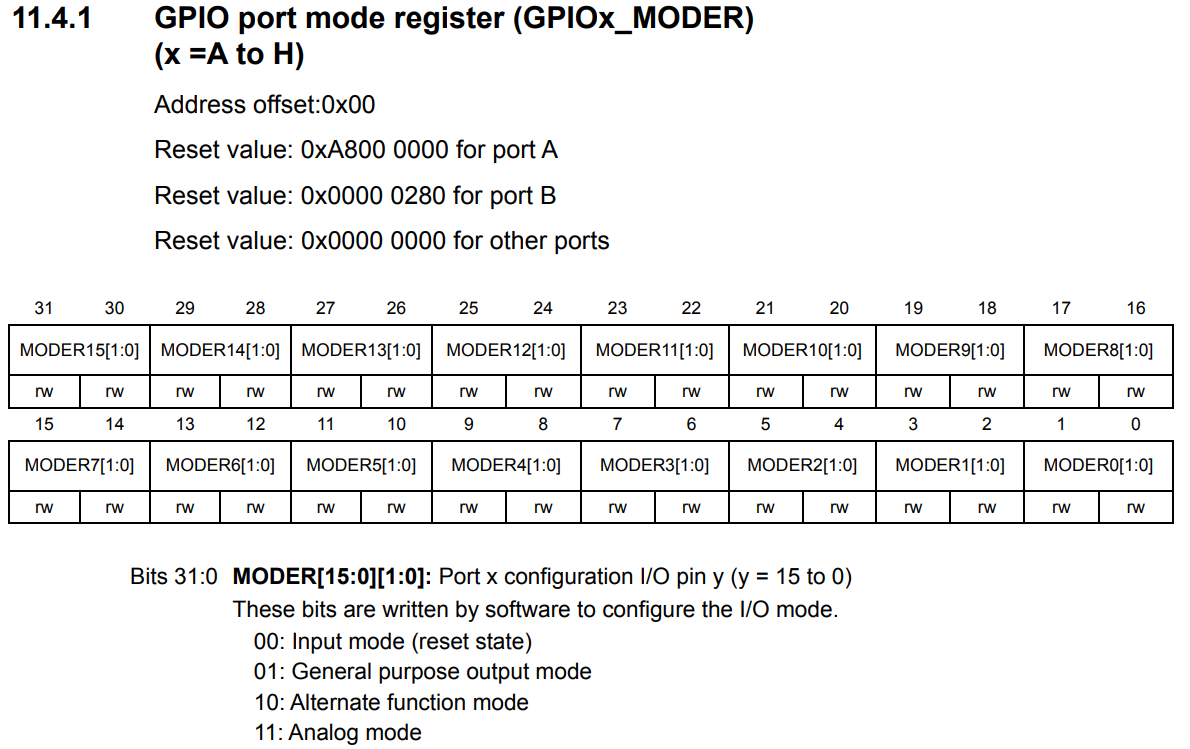 11.4.1 GPIO port mode register (GPIOx_MODER)
(x =A to H)
Address offset:0x00
Reset value: 0xA800 0000 for port A
Reset value: 0x0000 0280 for port B
Reset value: 0x0000 0000 for other ports
31 30 29 28 27 26 25 24 23 22 21 20 19 18 17 16
MODER15[1:0] MODER14[1:0] MODER13[1:0] MODER12[1:0] MODER11[1:0] MODER10[1:0] MODER9[1:0] MODER8[1:0]
rw rw rw rw rw rw rw rw rw rw rw rw rw rw rw rw
15 14 13 12 11 10 9 8 7 6 5 4 3 2 1 0
MODER7[1:0] MODER6[1:0] MODER5[1:0] MODER4[1:0] MODER3[1:0] MODER2[1:0] MODER1[1:0] MODER0[1:0]
rw rw rw rw rw rw rw rw rw rw rw rw rw rw rw rw
Bits 31:0 MODER[15:0][1:0]: Port x configuration I/O pin y (y = 15 to 0)
These bits are written by software to configure the I/O mode.
00: Input mode (reset state)
01: General purpose output mode
10: Alternate function mode
11: Analog mode